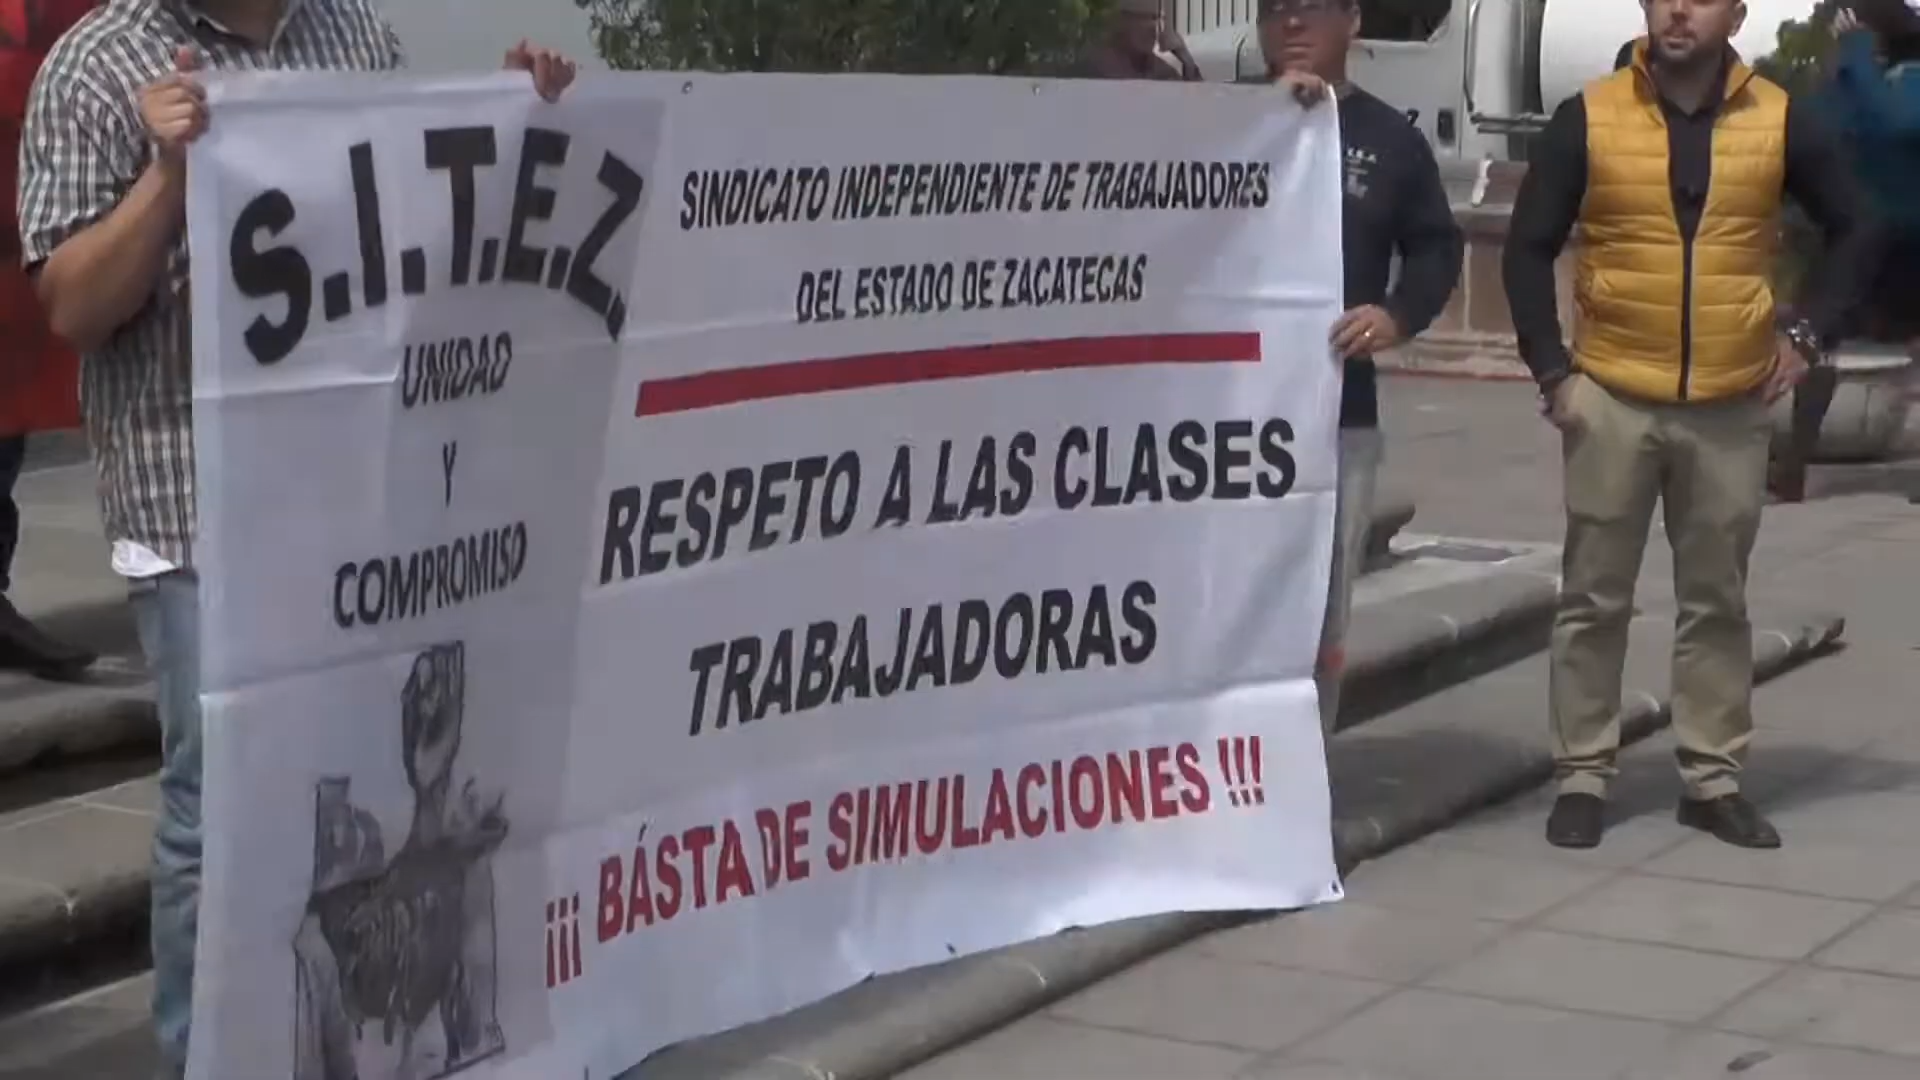 S.I.T.E.Z.
UNIDAD
Y
COMPROMISO
SINDICATO INDEPENDIENTE DE TRABAJADORES
DEL ESTADO DE ZACATECAS
RESPETO A LAS CLASES
TRABAJADORAS
¡¡¡ BÁSTA DE SIMULACIONES !!!